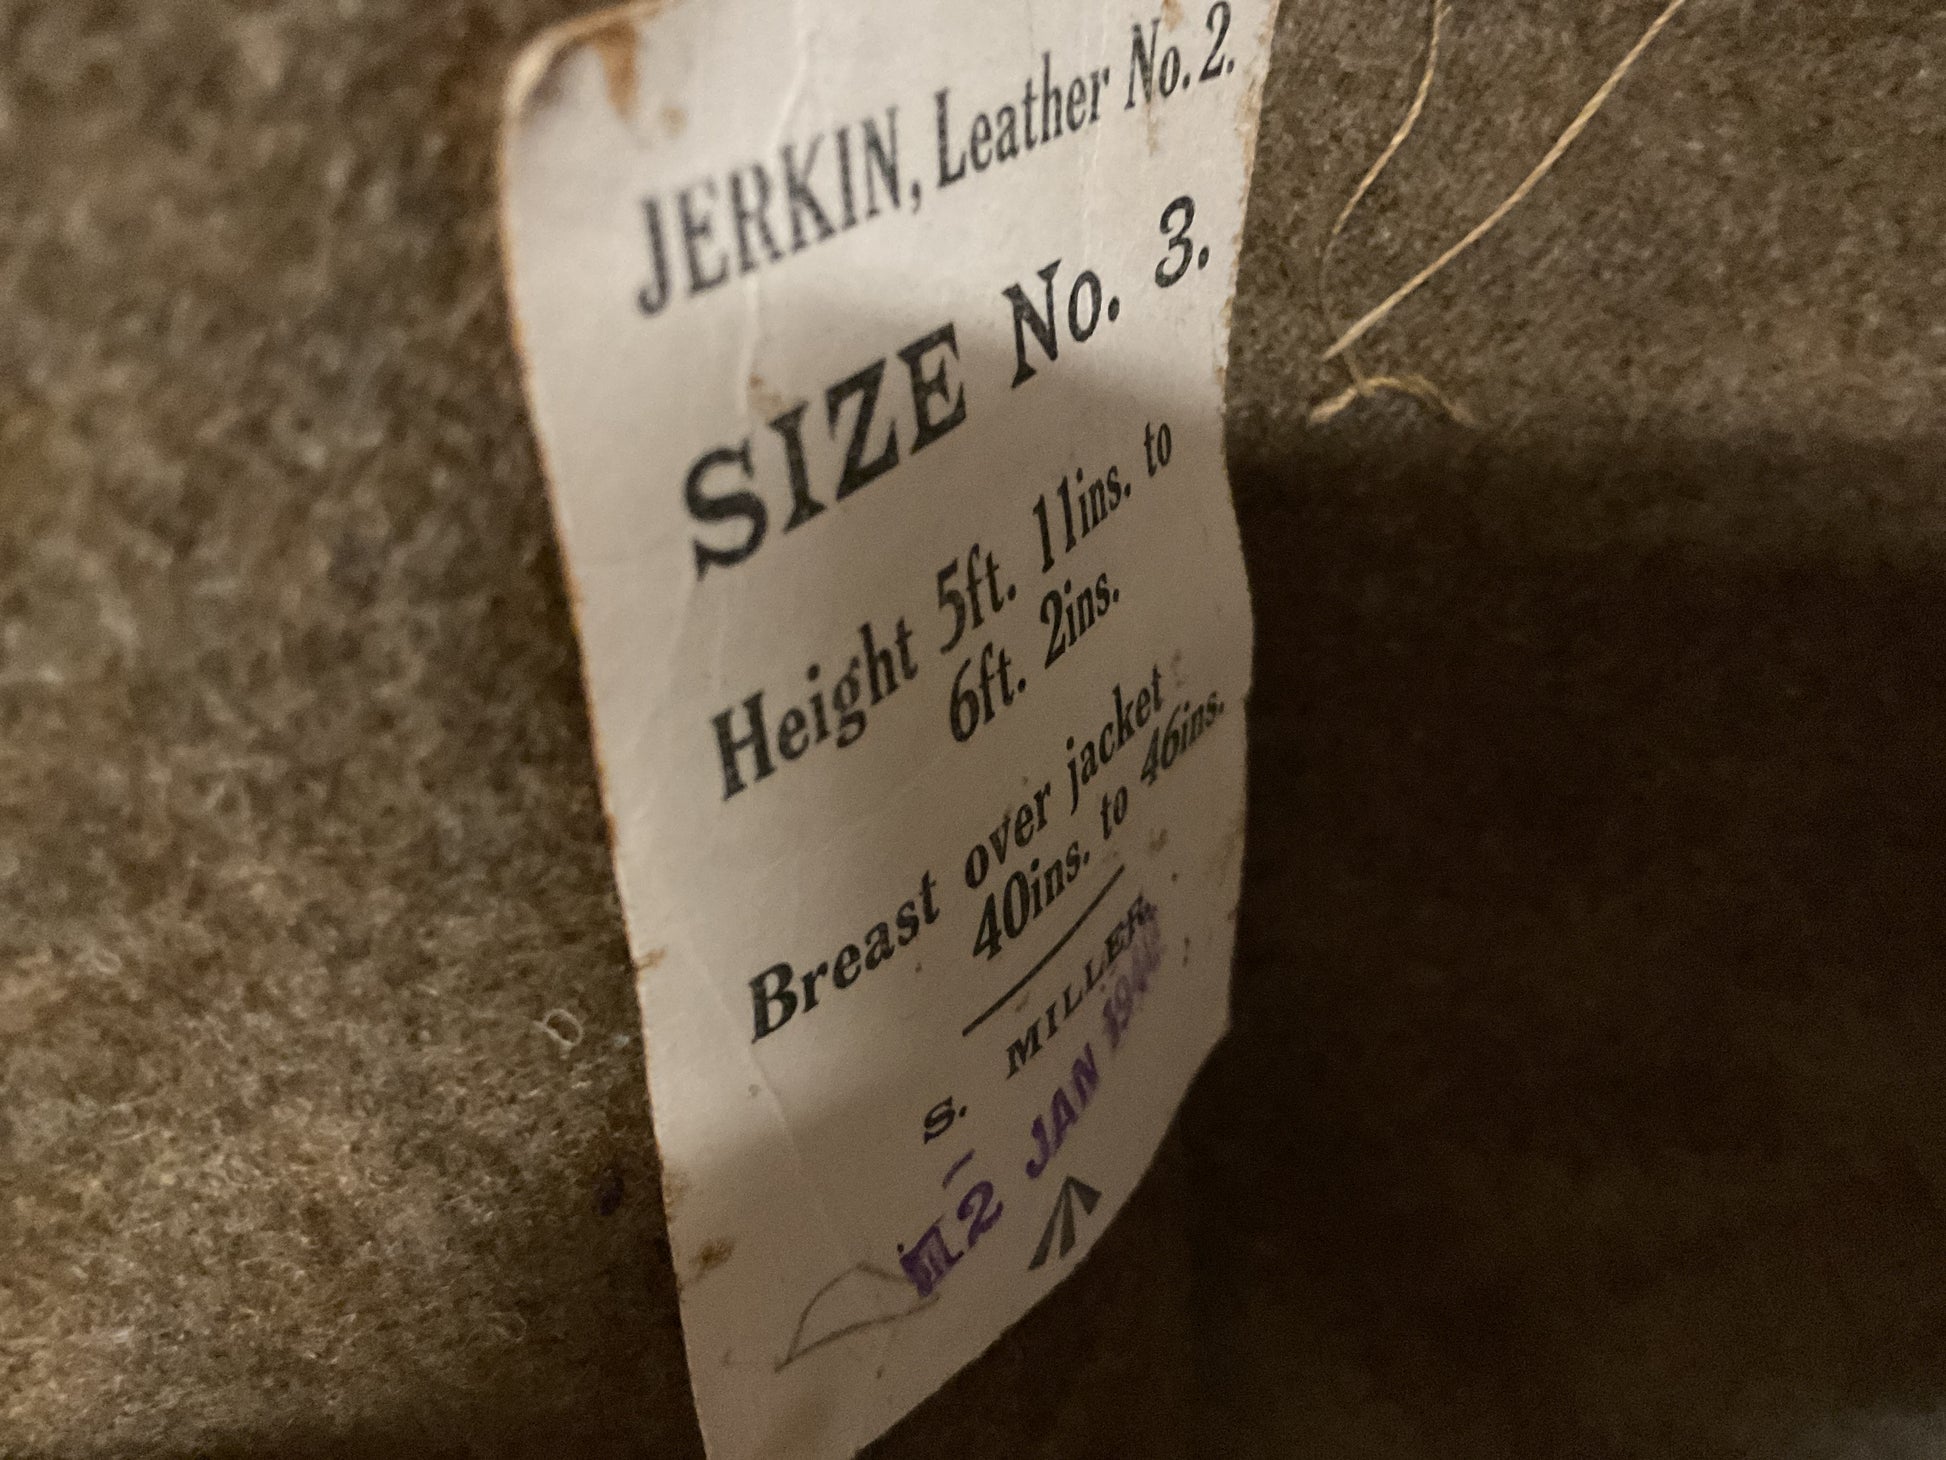 JERKIN, Leather No. 2.
SIZE No. 3.
Height 5ft. 11ins. to
6ft. 2ins.
Breast over jacket
40ins. to 46ins.
S. MILLER.
2 JAN